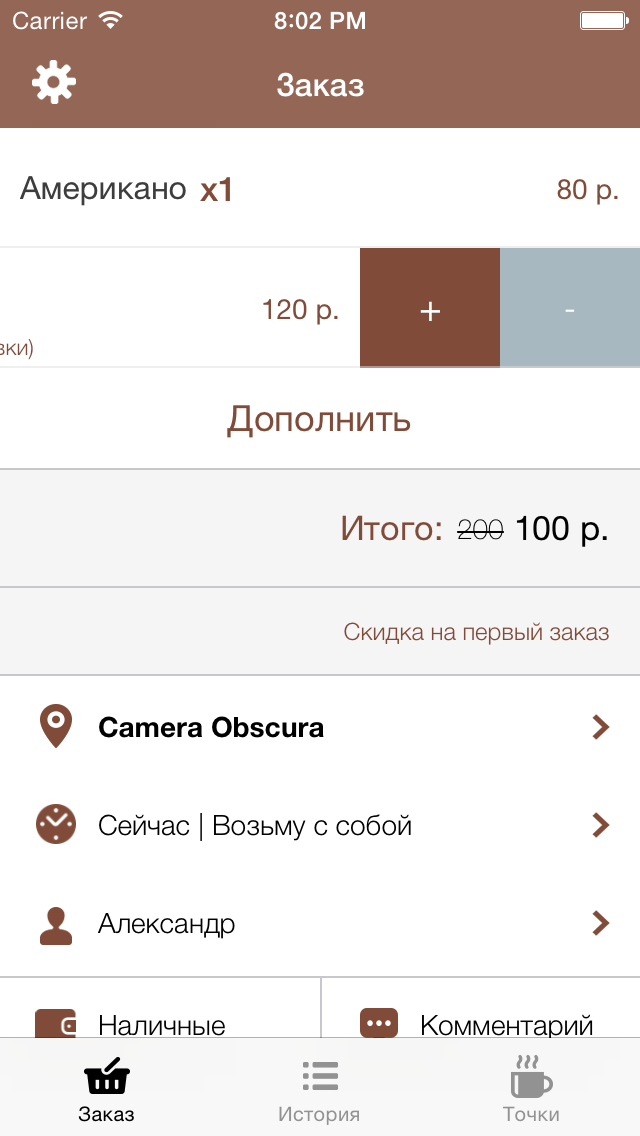 Carrier 8:02 PM
Заказ
Американо x1 80 р.
120 р. + -
вки)
Дополнить
Итого: 200 100 р.
Скидка на первый заказ
Camera Obscura
Сейчас | Возьму с собой
Александр
Наличные Комментарий
Заказ История Точки